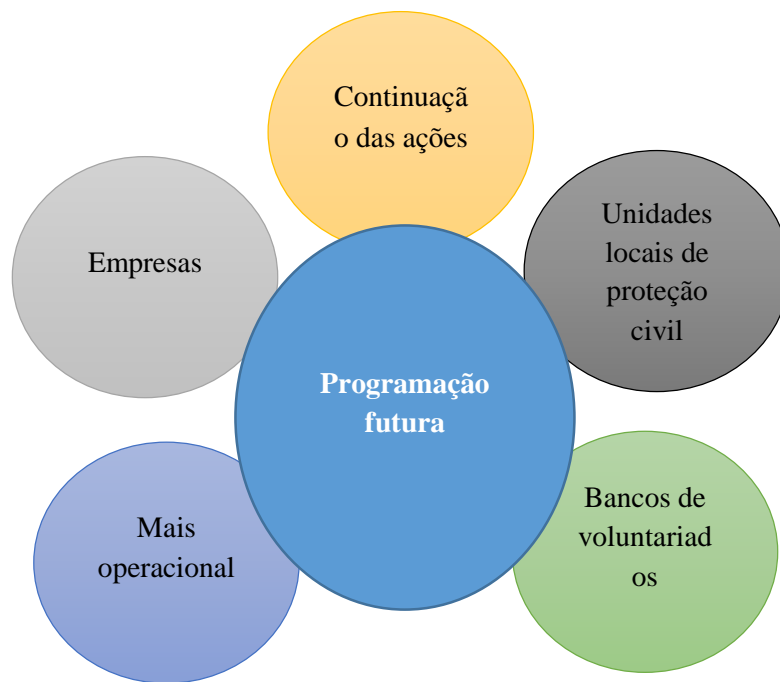 Continuaçã
o das ações
Unidades
locais de
proteção
civil
Empresas
Programação
futura
Bancos de
voluntariad
os
Mais
operacional